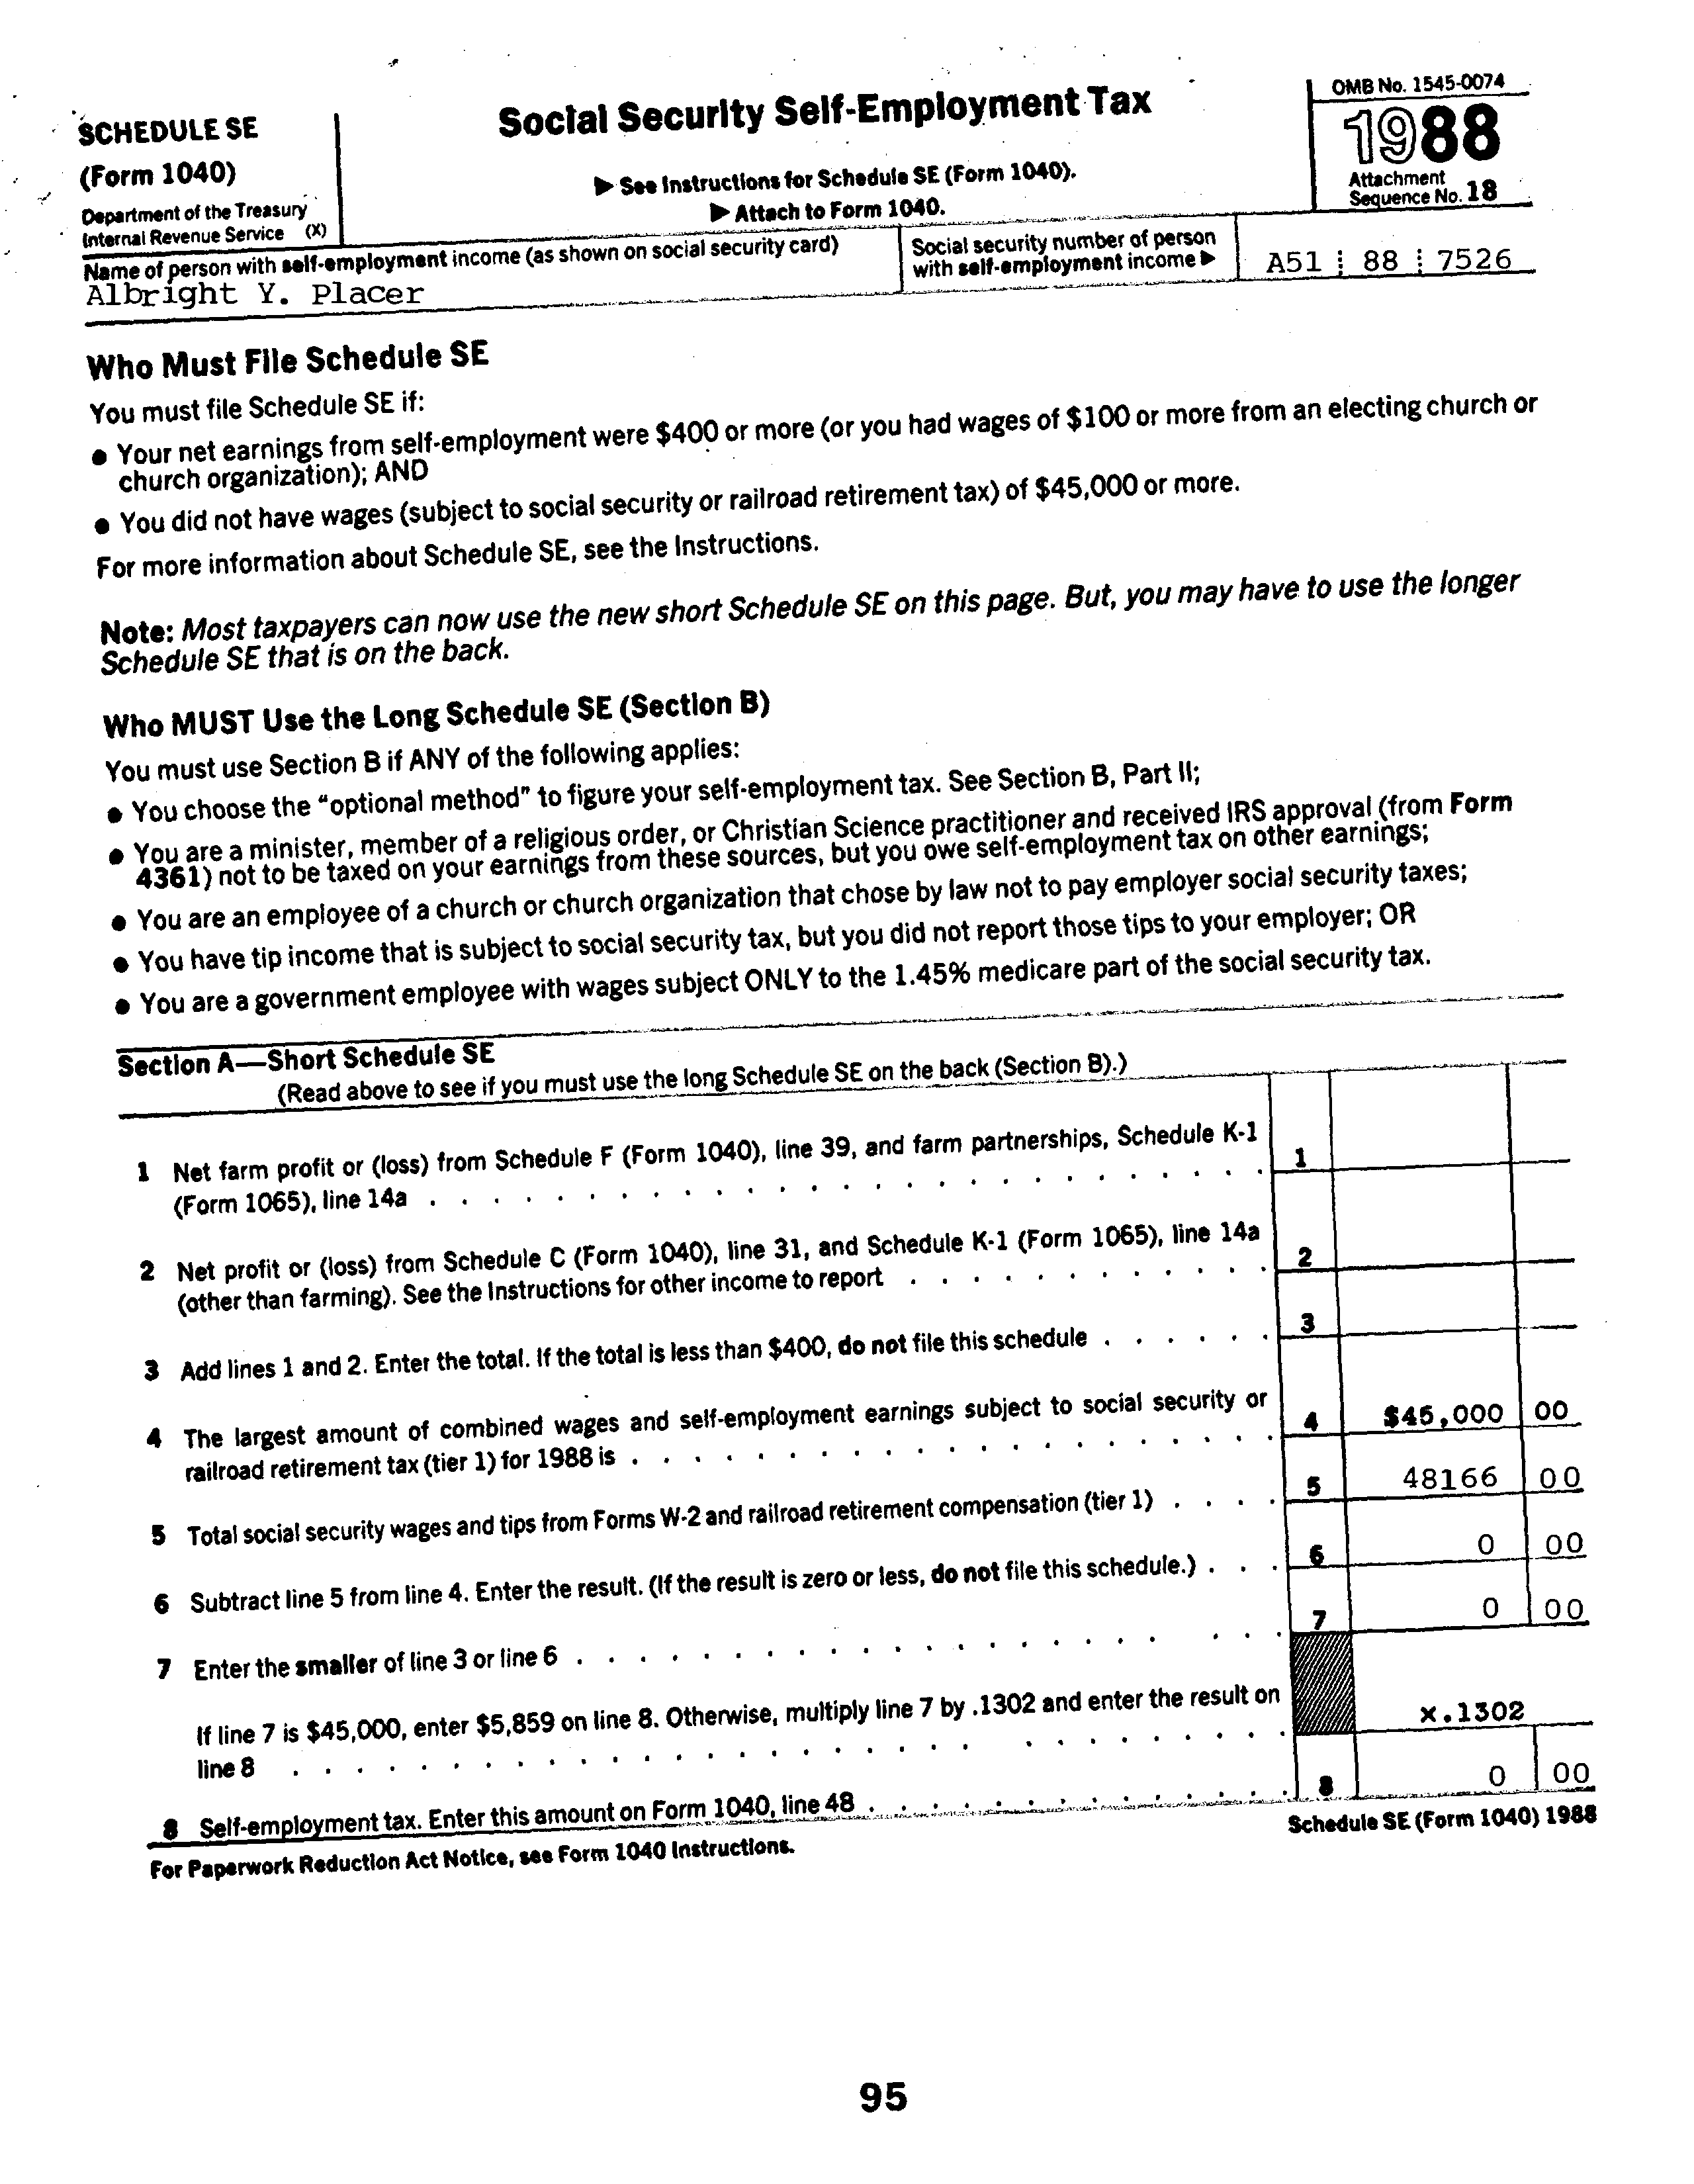 SCHEDULE SE
(Form 1040)
Department of the Treasury
Internal Revenue Service (X)
Social Security Self-Employment Tax
▶ See Instructions for Schedule SE (Form 1040).
▶ Attach to Form 1040.
OMB No. 1545-0074
1988
Attachment
Sequence No. 18
Name of person with self-employment income (as shown on social security card)
Albright Y. Placer
Social security number of person
with self-employment income ▶
A51 88 7526
Who Must File Schedule SE
You must file Schedule SE if:
● Your net earnings from self-employment were $400 or more (or you had wages of $100 or more from an electing church or
church organization); AND
● You did not have wages (subject to social security or railroad retirement tax) of $45,000 or more.
For more information about Schedule SE, see the Instructions.
Note: Most taxpayers can now use the new short Schedule SE on this page. But, you may have to use the longer
Schedule SE that is on the back.
Who MUST Use the Long Schedule SE (Section B)
You must use Section B if ANY of the following applies:
● You choose the "optional method" to figure your self-employment tax. See Section B, Part II;
● You are a minister, member of a religious order, or Christian Science practitioner and received IRS approval (from Form
4361) not to be taxed on your earnings from these sources, but you owe self-employment tax on other earnings;
● You are an employee of a church or church organization that chose by law not to pay employer social security taxes;
● You have tip income that is subject to social security tax, but you did not report those tips to your employer; OR
● You are a government employee with wages subject ONLY to the 1.45% medicare part of the social security tax.
Section A—Short Schedule SE
(Read above to see if you must use the long Schedule SE on the back (Section B).)
1 Net farm profit or (loss) from Schedule F (Form 1040), line 39, and farm partnerships, Schedule K-1
(Form 1065), line 14a . . . . . . . . . . . . . . . . . . . . . . . . . . 1
2 Net profit or (loss) from Schedule C (Form 1040), line 31, and Schedule K-1 (Form 1065), line 14a
(other than farming). See the Instructions for other income to report . . . . . . . . . . . . 2
3 Add lines 1 and 2. Enter the total. If the total is less than $400, do not file this schedule . . . . . . 3
4 The largest amount of combined wages and self-employment earnings subject to social security or
railroad retirement tax (tier 1) for 1988 is . . . . . . . . . . . . . . . . . . . . 4 $45,000 00
5 Total social security wages and tips from Forms W-2 and railroad retirement compensation (tier 1) . . . . 5 48166 00
6 Subtract line 5 from line 4. Enter the result. (If the result is zero or less, do not file this schedule.) . . . 6 0 00
7 Enter the smaller of line 3 or line 6 . . . . . . . . . . . . . . . . . . . . . . 7 0 00
If line 7 is $45,000, enter $5,859 on line 8. Otherwise, multiply line 7 by .1302 and enter the result on
line 8 . . . . . . . . . . . . . . . . . . . . . . . . . . . . . . x.1302
8 Self-employment tax. Enter this amount on Form 1040, line 48 . . . . . . . . . . . . . . 8 0 00
For Paperwork Reduction Act Notice, see Form 1040 Instructions.
Schedule SE (Form 1040) 1988
95